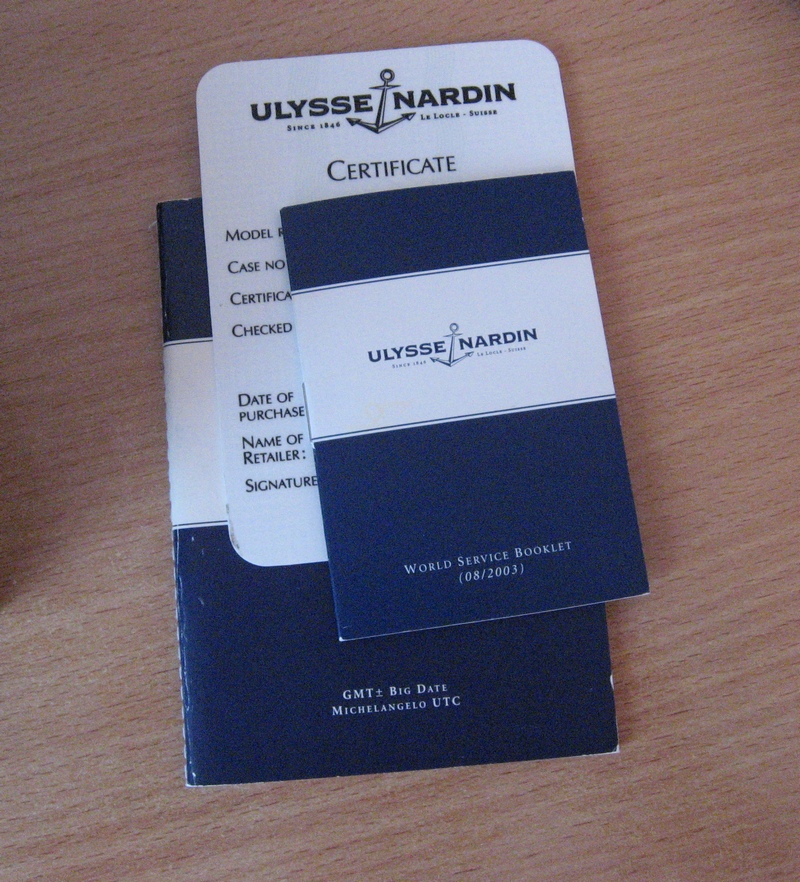 ULYSSE NARDIN
SINCE 1846 LE LOCLE - SUISSE
CERTIFICATE
MODEL R
CASE NO
CERTIFICA
CHECKED
DATE OF
PURCHASE
NAME OF
RETAILER:
SIGNATURE
ULYSSE NARDIN
SINCE 1846 LE LOCLE - SUISSE
WORLD SERVICE BOOKLET
(08/2003)
GMT± BIG DATE
MICHELANGELO UTC